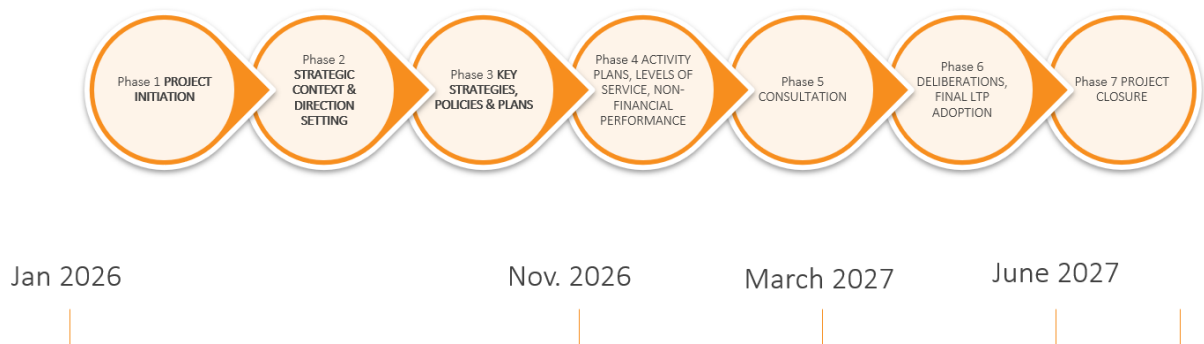 Phase 1 PROJECT
INITIATION
Phase 2
STRATEGIC
CONTEXT &
DIRECTION
SETTING
Phase 3 KEY
STRATEGIES,
POLICIES & PLANS
Phase 4 ACTIVITY
PLANS, LEVELS OF
SERVICE, NON-
FINANCIAL
PERFORMANCE
Phase 5
CONSULTATION
Phase 6
DELIBERATIONS,
FINAL LTP
ADOPTION
Phase 7 PROJECT
CLOSURE
Jan 2026
Nov. 2026
March 2027
June 2027